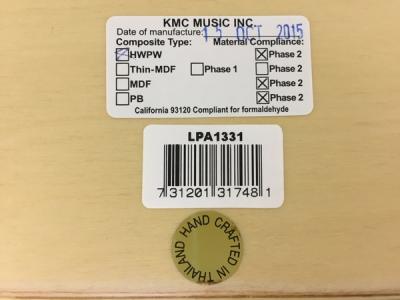 KMC MUSIC INC.
Date of manufacture: 15 OCT 2015
Composite Type: Material Compliance:
HWPW Phase 2
Thin-MDF Phase 1 Phase 2
MDF Phase 2
PB Phase 2
California 93120 Compliant for formaldehyde
LPA1331
7 31201 31748 1
HAND CRAFTED IN THAILAND